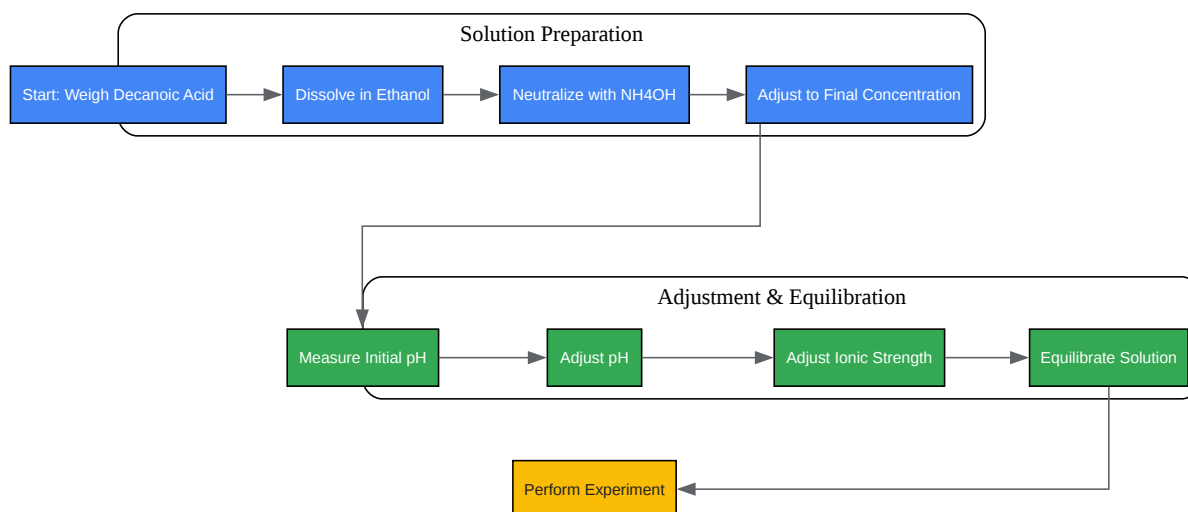 Solution Preparation
Start: Weigh Decanoic Acid
Dissolve in Ethanol
Neutralize with NH4OH
Adjust to Final Concentration
Adjustment & Equilibration
Measure Initial pH
Adjust pH
Adjust Ionic Strength
Equilibrate Solution
Perform Experiment